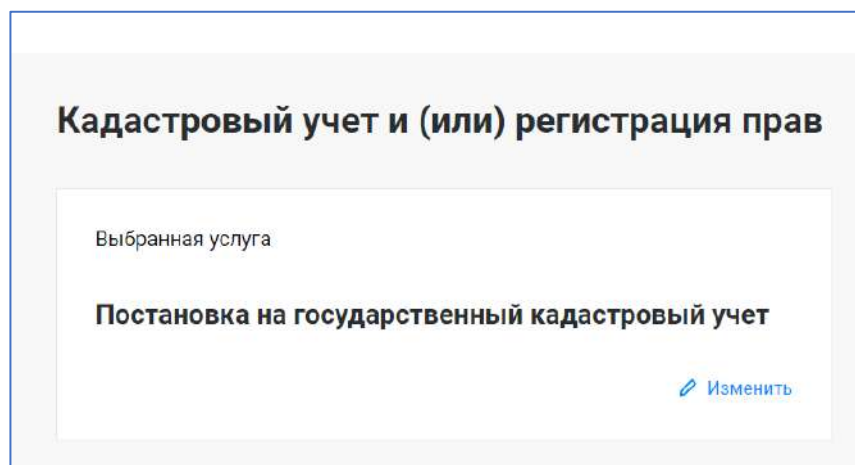 Кадастровый учет и (или) регистрация прав
Выбранная услуга
Постановка на государственный кадастровый учет
Изменить